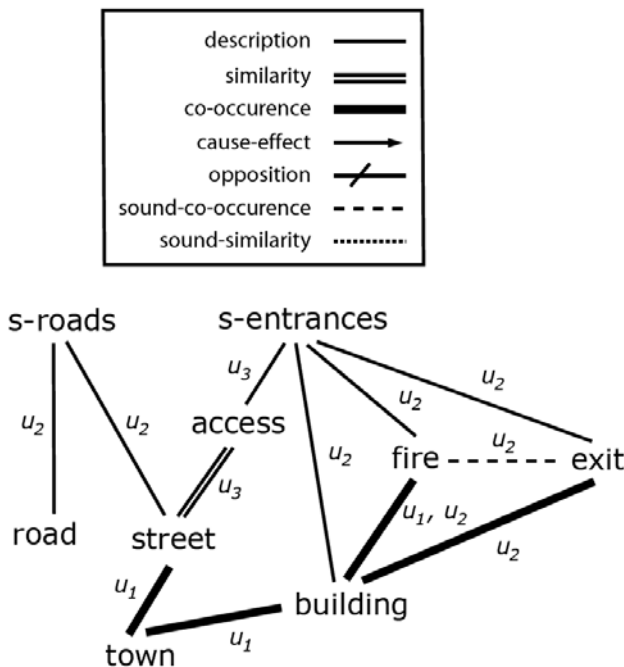 description
similarity
co-occurence
cause-effect
opposition
sound-co-occurence
sound-similarity
s-roads
s-entrances
u3
access
u2
u2
u2
u2
u2
fire
u2
exit
u3
road
street
u1, u2
u2
u1
building
u1
town